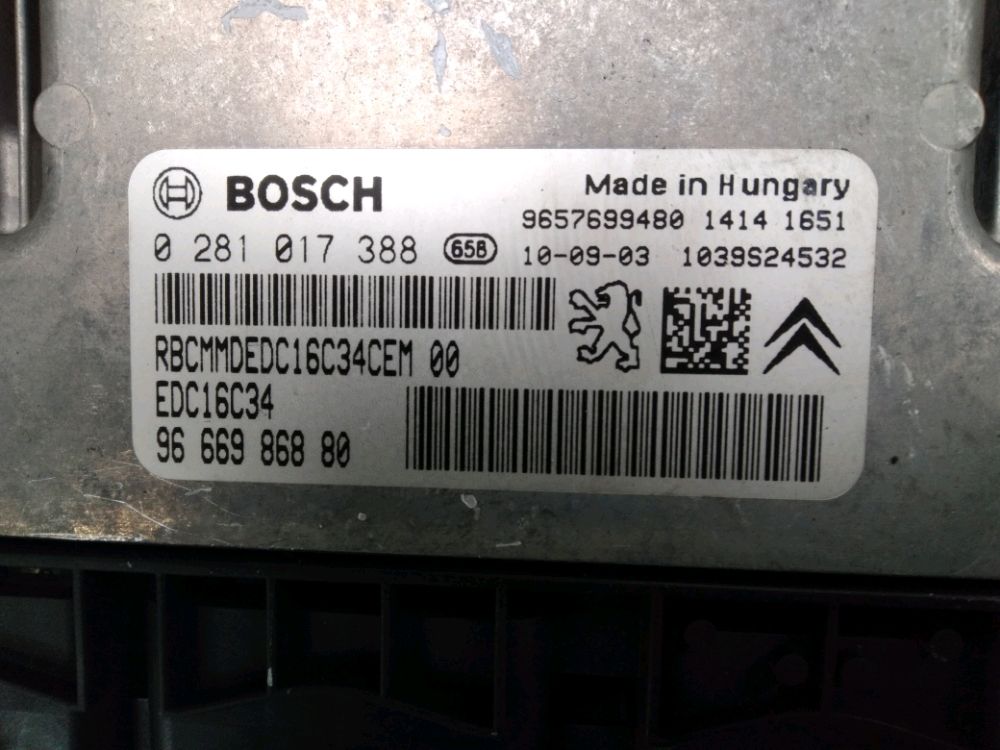 BOSCH
Made in Hungary
9657699480 1414 1651
0 281 017 388 65B
10-09-03 1039S24532
RBCMMDEDC16C34CEM 00
EDC16C34
96 669 868 80